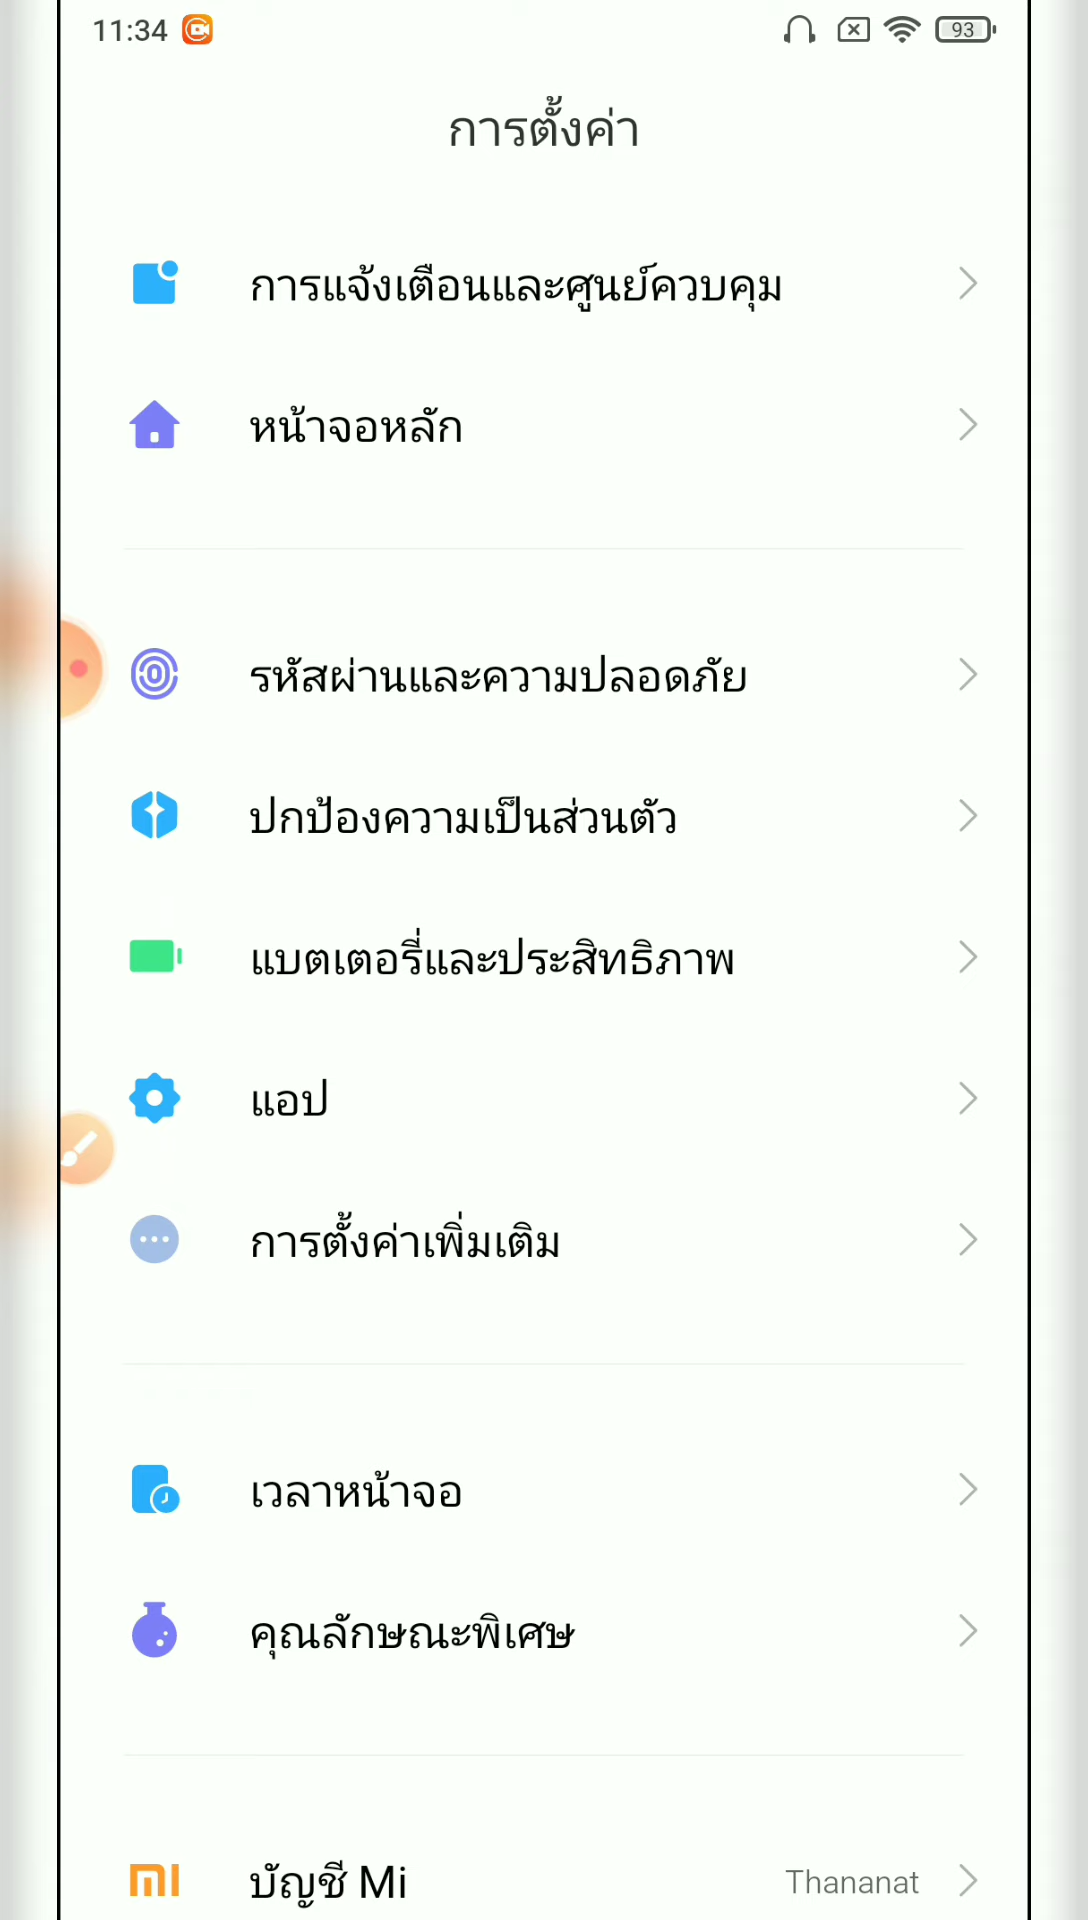 11:34
93
การตั้งค่า
การแจ้งเตือนและศูนย์ควบคุม
หน้าจอหลัก
รหัสผ่านและความปลอดภัย
ปกป้องความเป็นส่วนตัว
แบตเตอรี่และประสิทธิภาพ
แอป
การตั้งค่าเพิ่มเติม
เวลาหน้าจอ
คุณลักษณะพิเศษ
บัญชี Mi Thananat